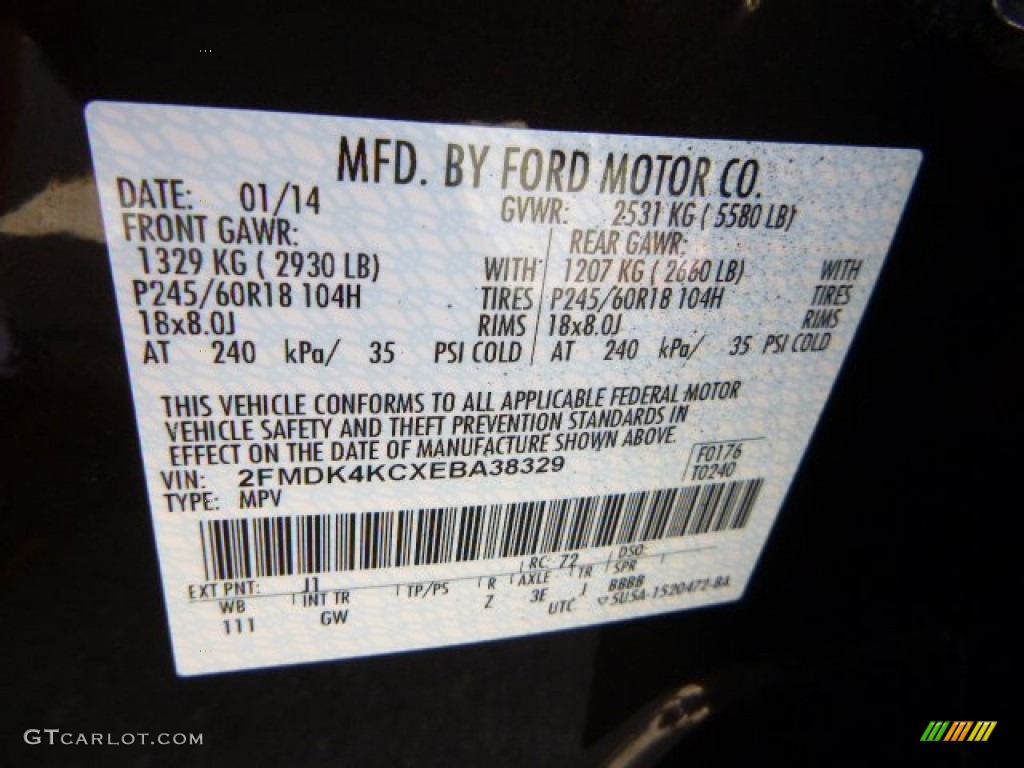 MFD. BY FORD MOTOR CO.
DATE: 01/14 GVWR: 2531 KG ( 5580 LB)
FRONT GAWR: REAR GAWR:
1329 KG ( 2930 LB) WITH 1207 KG ( 2660 LB) WITH
P245/60R18 104H TIRES P245/60R18 104H TIRES
18x8.0J RIMS 18x8.0J RIMS
AT 240 kPa/ 35 PSI COLD AT 240 kPa/ 35 PSI COLD
THIS VEHICLE CONFORMS TO ALL APPLICABLE FEDERAL MOTOR
VEHICLE SAFETY AND THEFT PREVENTION STANDARDS IN
EFFECT ON THE DATE OF MANUFACTURE SHOWN ABOVE.
VIN: 2FMDK4KCXEBA38329 F0176
TYPE: MPV T0240
EXT PNT: J1 RC: 72 DSO:
WB INT TR TP/PS R AXLE TR SPR
111 GW Z 3E J BBBB
UTC ▽SUSA-1520472-BA
GTCARLOT.COM